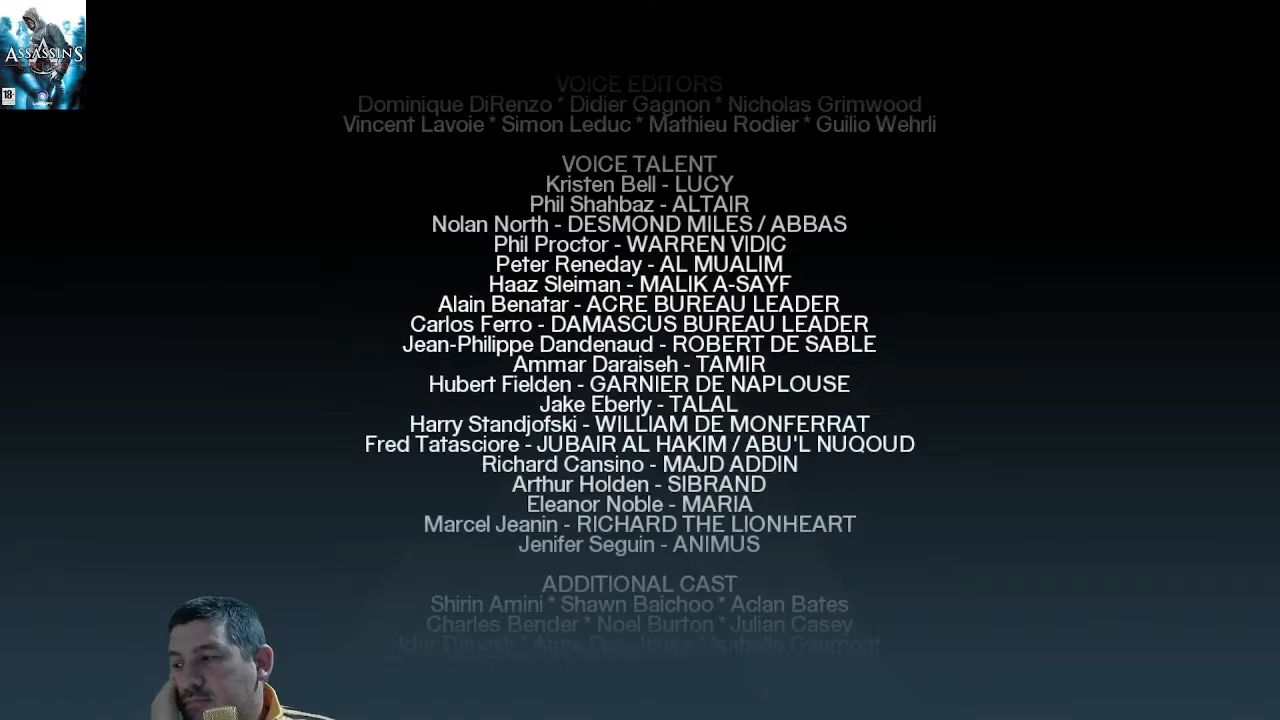 ASSASSIN'S
CREED
18
UBISOFT
VOICE EDITORS
Dominique DiRenzo * Didier Gagnon * Nicholas Grimwood
Vincent Lavoie * Simon Leduc * Mathieu Rodier * Guilio Wehrli
VOICE TALENT
Kristen Bell - LUCY
Phil Shahbaz - ALTAIR
Nolan North - DESMOND MILES / ABBAS
Phil Proctor - WARREN VIDIC
Peter Reneday - AL MUALIM
Haaz Sleiman - MALIK A-SAYF
Alain Benatar - ACRE BUREAU LEADER
Carlos Ferro - DAMASCUS BUREAU LEADER
Jean-Philippe Dandenaud - ROBERT DE SABLE
Ammar Daraiseh - TAMIR
Hubert Fielden - GARNIER DE NAPLOUSE
Jake Eberly - TALAL
Harry Standjofski - WILLIAM DE MONFERRAT
Fred Tatasciore - JUBAIR AL HAKIM / ABU'L NUQOUD
Richard Cansino - MAJD ADDIN
Arthur Holden - SIBRAND
Eleanor Noble - MARIA
Marcel Jeanin - RICHARD THE LIONHEART
Jenifer Seguin - ANIMUS
ADDITIONAL CAST
Shirin Amini * Shawn Baichoo * Aclan Bates
Charles Bender * Noel Burton * Julian Casey